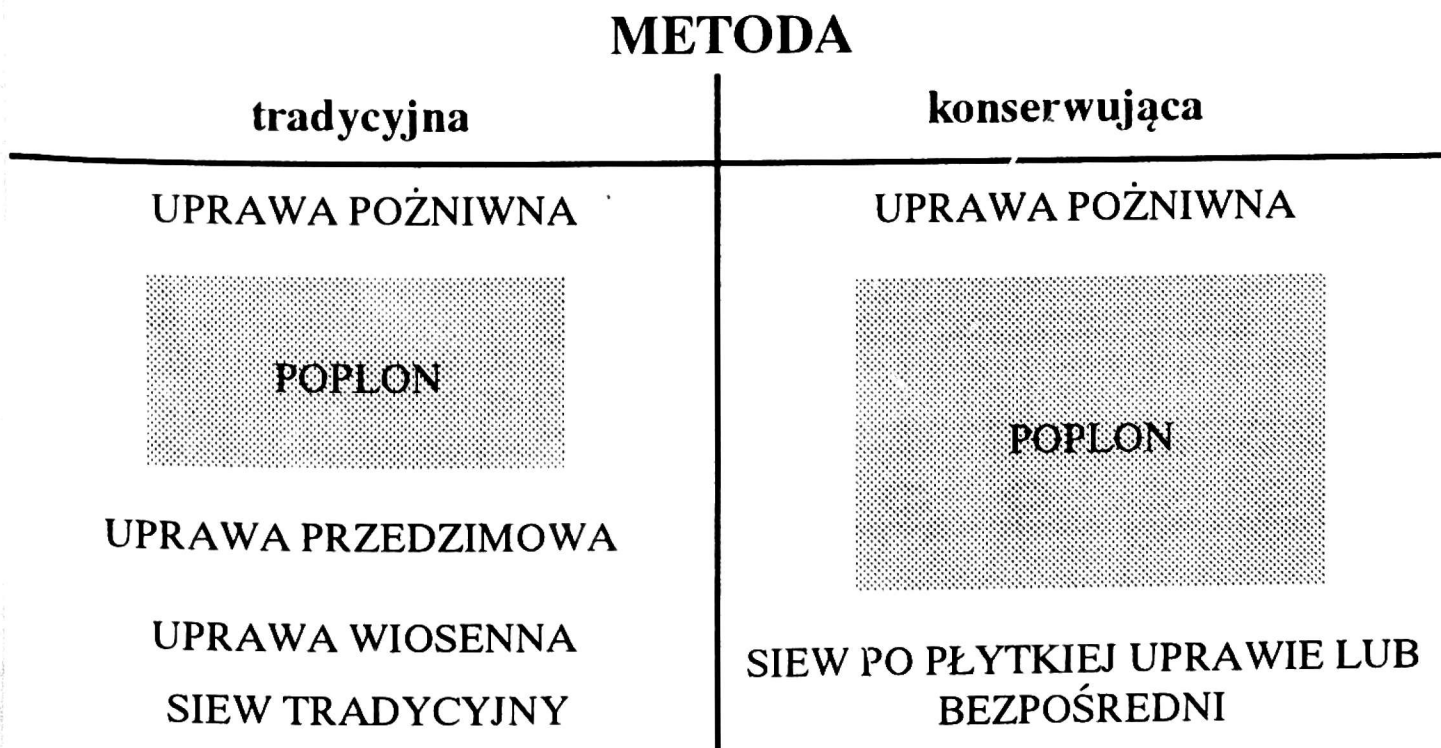 METODA
tradycyjna
konserwująca
UPRAWA POŻNIWNA
POPLON
UPRAWA PRZEDZIMOWA
UPRAWA WIOSENNA
SIEW TRADYCYJNY
UPRAWA POŻNIWNA
POPLON
SIEW PO PŁYTKIEJ UPRAWIE LUB
BEZPOŚREDNI